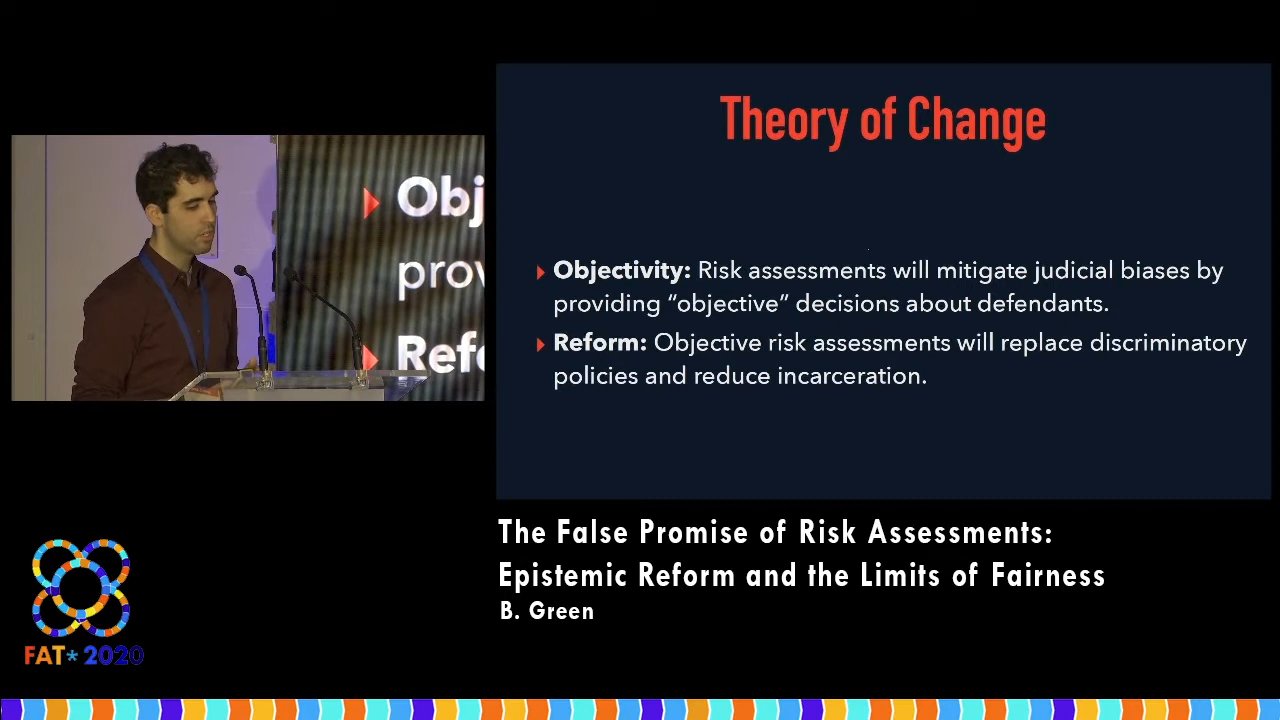 Theory of Change
Obj
prov
Refo
Objectivity: Risk assessments will mitigate judicial biases by
providing “objective” decisions about defendants.
Reform: Objective risk assessments will replace discriminatory
policies and reduce incarceration.
The False Promise of Risk Assessments:
Epistemic Reform and the Limits of Fairness
B. Green
FAT* 2020